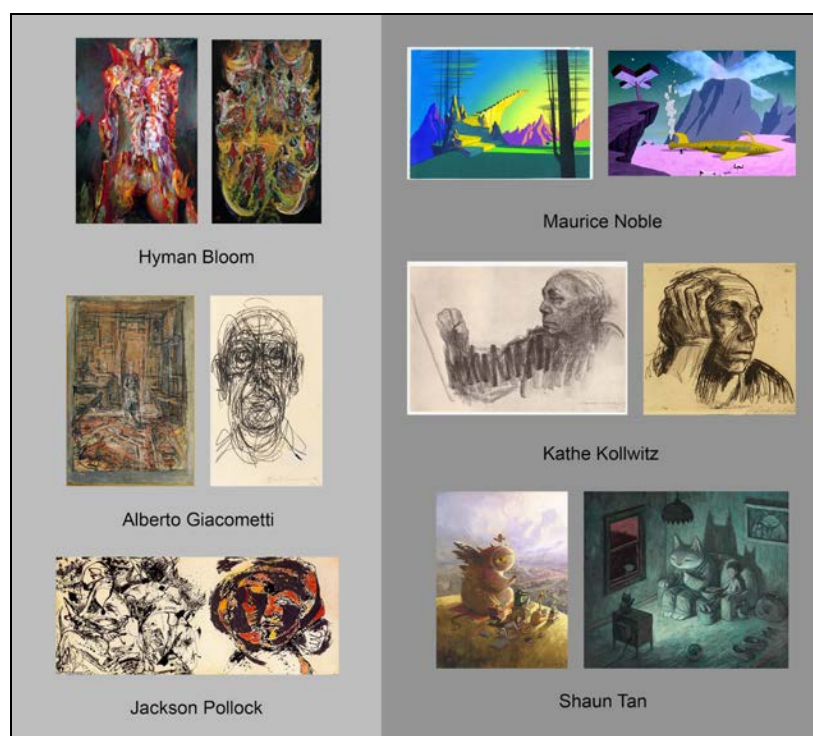 Hyman Bloom
Alberto Giacometti
Jackson Pollock
Maurice Noble
Kathe Kollwitz
Shaun Tan